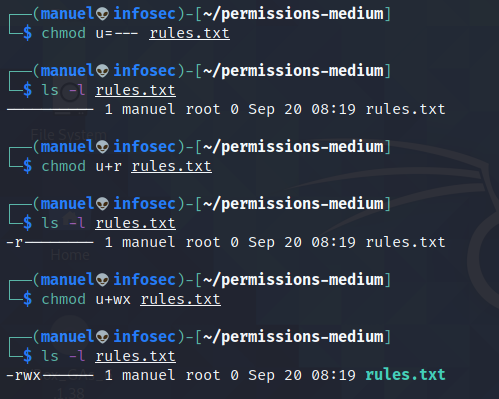 ┌──(manuel👽infosec)-[~/permissions-medium]
└─$ chmod u=--- rules.txt
┌──(manuel👽infosec)-[~/permissions-medium]
└─$ ls -l rules.txt
---------- 1 manuel root 0 Sep 20 08:19 rules.txt
File System
┌──(manuel👽infosec)-[~/permissions-medium]
└─$ chmod u+r rules.txt
┌──(manuel👽infosec)-[~/permissions-medium]
└─$ ls -l rules.txt
-r-------- 1 manuel root 0 Sep 20 08:19 rules.txt
Home
┌──(manuel👽infosec)-[~/permissions-medium]
└─$ chmod u+wx rules.txt
┌──(manuel👽infosec)-[~/permissions-medium]
└─$ ls -l rules.txt
-rwx------ 1 manuel root 0 Sep 20 08:19 rules.txt